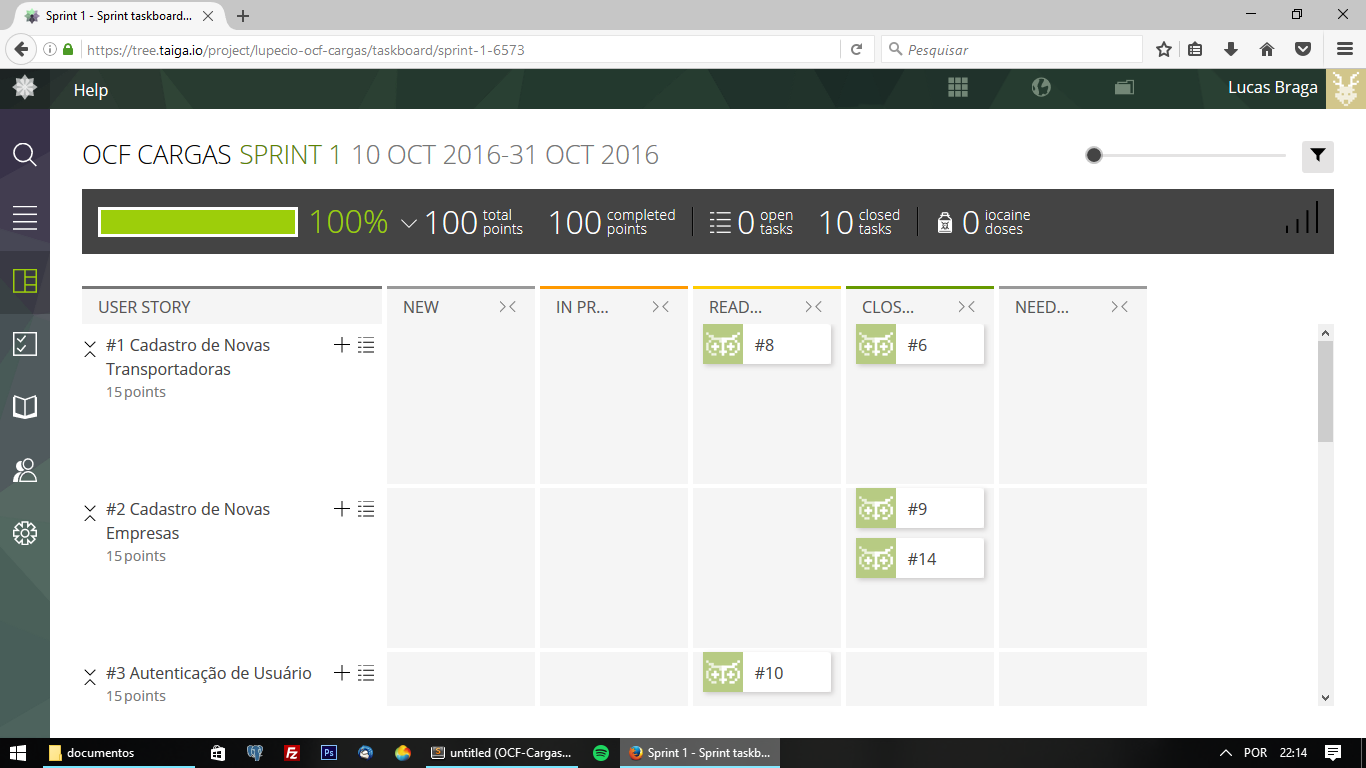 Sprint 1 - Sprint taskboard...
https://tree.taiga.io/project/lupecio-ocf-cargas/taskboard/sprint-1-6573
Pesquisar
Help
Lucas Braga
OCF CARGAS SPRINT 1 10 OCT 2016-31 OCT 2016
100%
100 total points
100 completed points
0 open tasks
10 closed tasks
0 iocaine doses
USER STORY
NEW
IN PR...
READ...
CLOS...
NEED...
#1 Cadastro de Novas
Transportadoras
15 points
#8
#6
#2 Cadastro de Novas
Empresas
15 points
#9
#14
#3 Autenticação de Usuário
15 points
#10
documentos
Ps
untitled (OCF-Cargas...
Sprint 1 - Sprint taskb...
POR
22:14